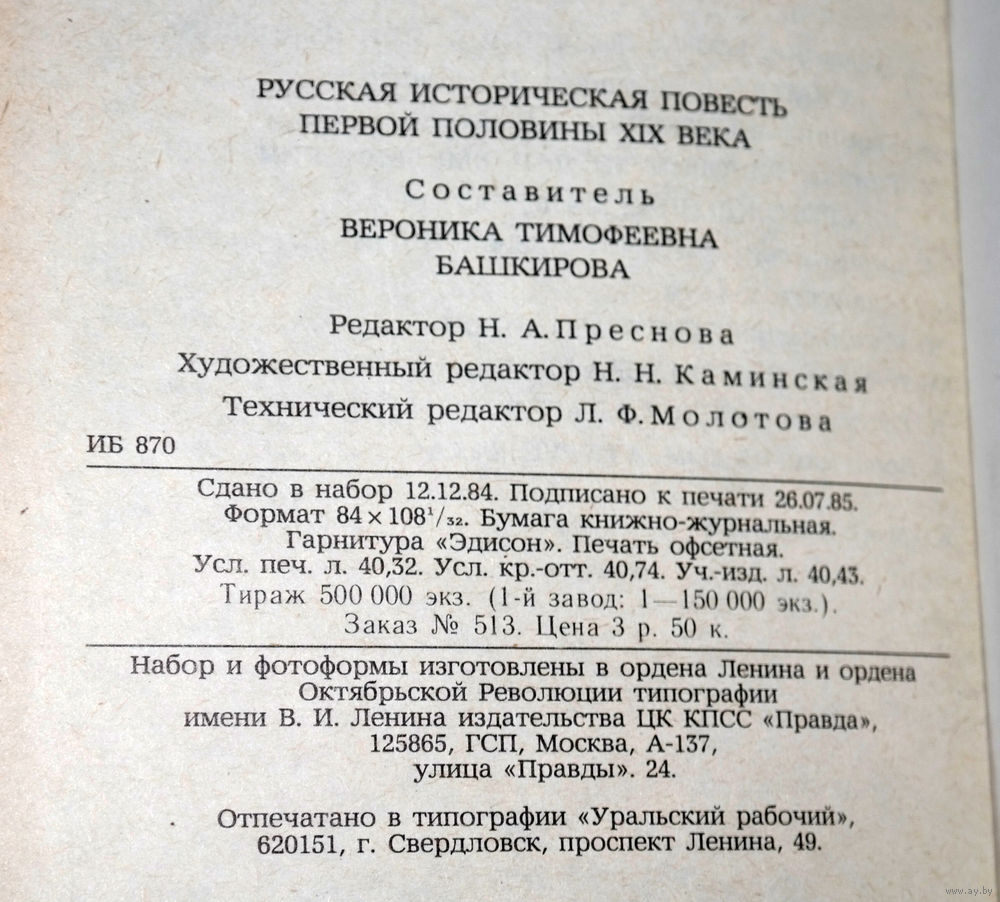 РУССКАЯ ИСТОРИЧЕСКАЯ ПОВЕСТЬ
ПЕРВОЙ ПОЛОВИНЫ XIX ВЕКА
Составитель
ВЕРОНИКА ТИМОФЕЕВНА
БАШКИРОВА
Редактор Н. А. Преснова
Художественный редактор Н. Н. Каминская
Технический редактор Л. Ф. Молотова
ИБ 870
Сдано в набор 12.12.84. Подписано к печати 26.07.85.
Формат 84×108¹/₃₂. Бумага книжно-журнальная.
Гарнитура «Эдисон». Печать офсетная.
Усл. печ. л. 40,32. Усл. кр.-отт. 40,74. Уч.-изд. л. 40,43.
Тираж 500 000 экз. (1-й завод: 1—150 000 экз.).
Заказ № 513. Цена 3 р. 50 к.
Набор и фотоформы изготовлены в ордена Ленина и ордена
Октябрьской Революции типографии
имени В. И. Ленина издательства ЦК КПСС «Правда»,
125865, ГСП, Москва, А-137,
улица «Правды». 24.
Отпечатано в типографии «Уральский рабочий»,
620151, г. Свердловск, проспект Ленина, 49.
www.ay.by